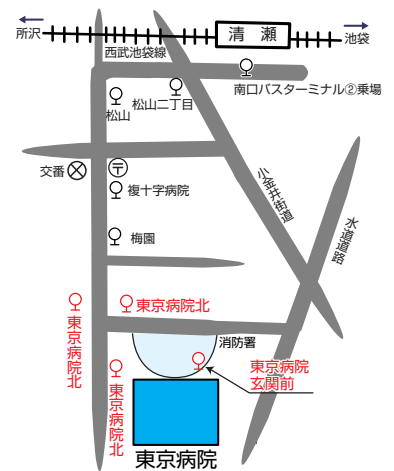 清瀬
所沢
池袋
西武池袋線
南口バスターミナル②乗場
松山二丁目
松山
交番
〒
複十字病院
小金井街道
水道道路
梅園
東京病院北
東京病院北
消防署
東京病院
玄関前
東京病院北
東京病院